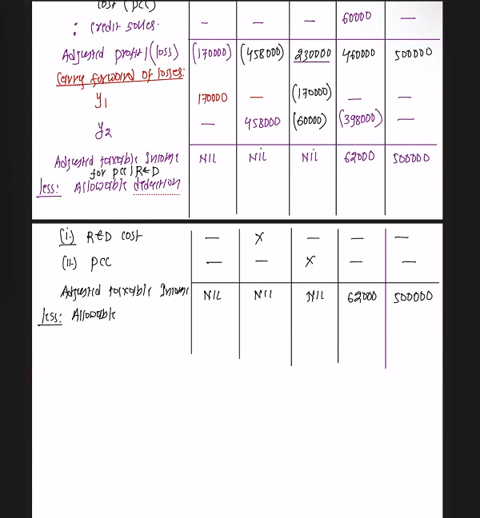 cost (pcc)
: credit sales — — — 60000 —
Adjusted profit / (loss) (170000) (458000) 230000 460000 500000
Carry forward of losses:
Y1 170000 — (170000) — —
Y2 — 458000 (60000) (398000) —
Adjusted taxable Income NIL NIL NIL 62000 500000
for pcc / R&D
less: Allowable deduction
(i) R&D cost — x — — —
(ii) pcc — — x — —
Adjusted taxable Income NIL NIL NIL 62000 500000
less: Allowable